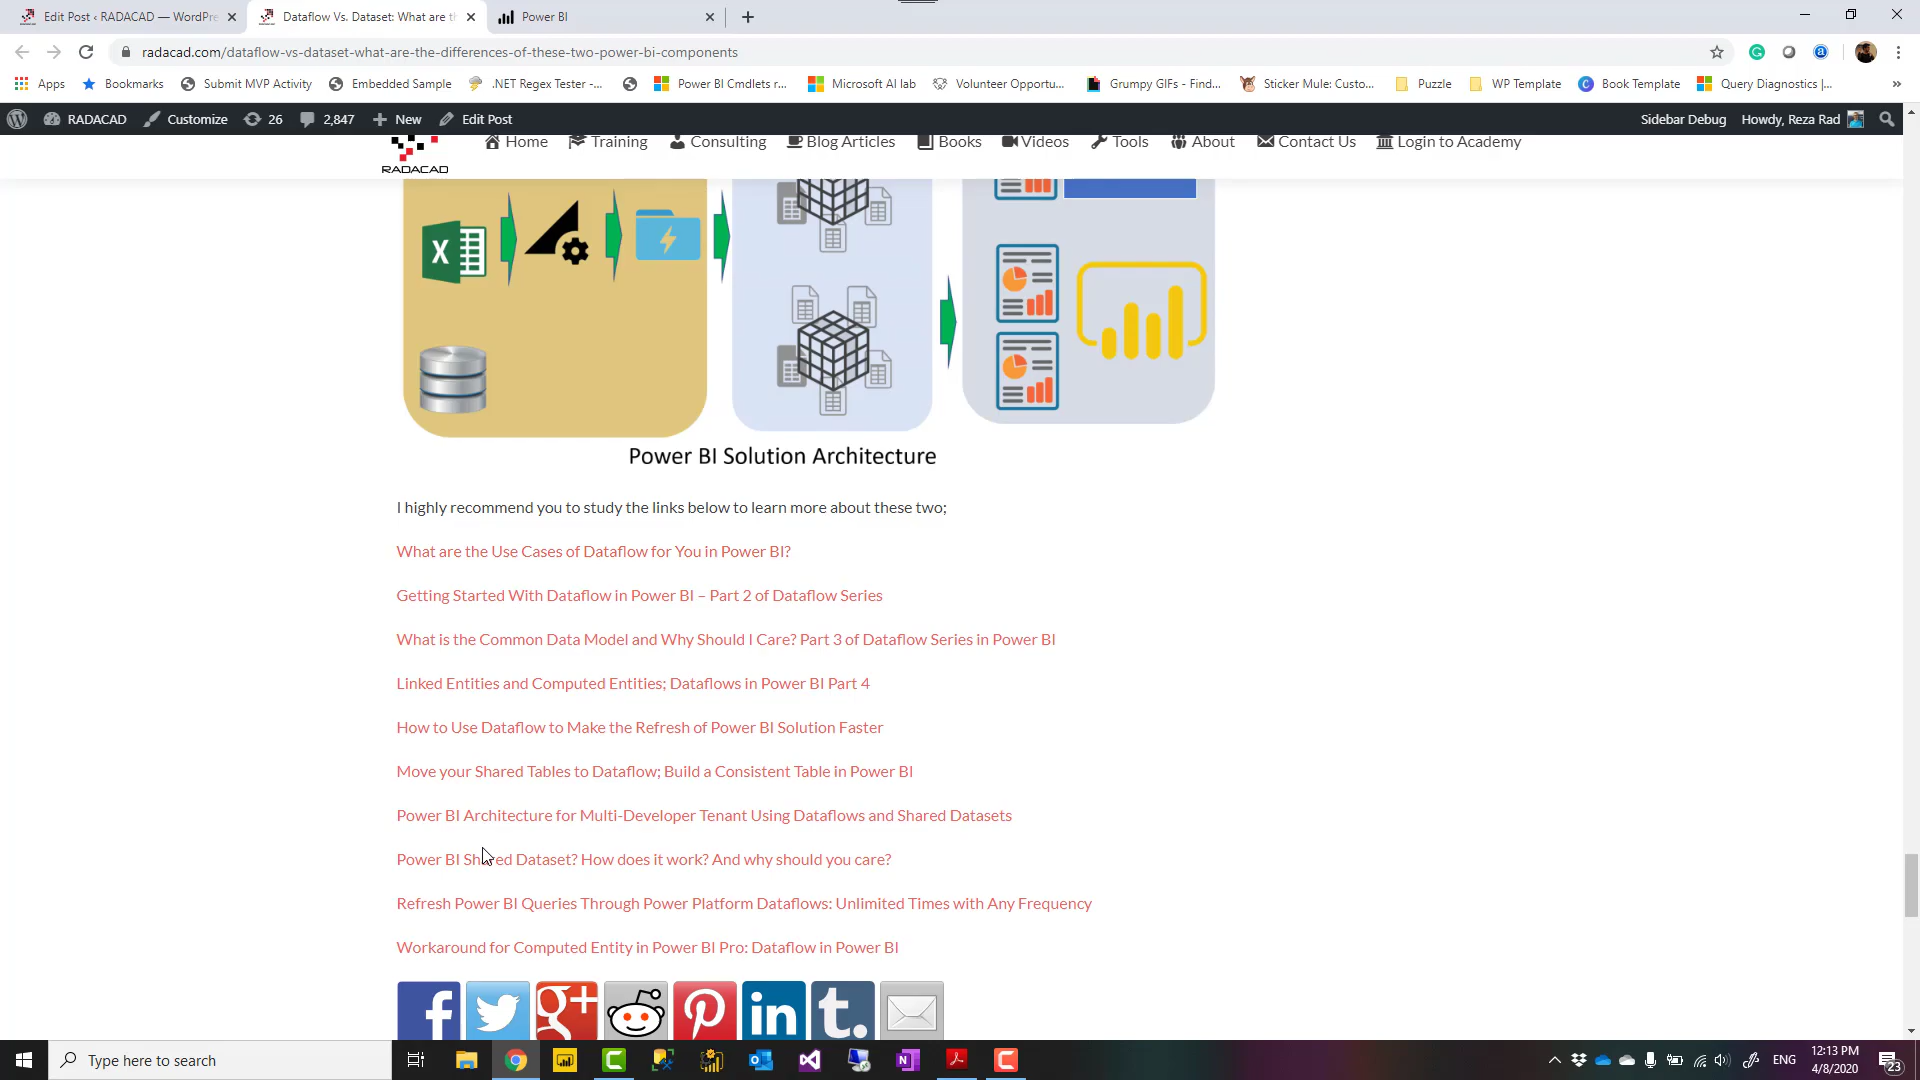 Edit Post ‹ RADACAD — WordPre
Dataflow Vs. Dataset: What are th
Power BI
radacad.com/dataflow-vs-dataset-what-are-the-differences-of-these-two-power-bi-components
Apps
Bookmarks
Submit MVP Activity
Embedded Sample
.NET Regex Tester -...
Power BI Cmdlets r...
Microsoft AI lab
Volunteer Opportu...
Grumpy GIFs - Find...
Sticker Mule: Custo...
Puzzle
WP Template
Book Template
Query Diagnostics |...
RADACAD
Customize
26
2,847
New
Edit Post
Sidebar Debug
Howdy, Reza Rad
RADACAD
Home
Training
Consulting
Blog Articles
Books
Videos
Tools
About
Contact Us
Login to Academy
Power BI Solution Architecture
I highly recommend you to study the links below to learn more about these two;
What are the Use Cases of Dataflow for You in Power BI?
Getting Started With Dataflow in Power BI – Part 2 of Dataflow Series
What is the Common Data Model and Why Should I Care? Part 3 of Dataflow Series in Power BI
Linked Entities and Computed Entities; Dataflows in Power BI Part 4
How to Use Dataflow to Make the Refresh of Power BI Solution Faster
Move your Shared Tables to Dataflow; Build a Consistent Table in Power BI
Power BI Architecture for Multi-Developer Tenant Using Dataflows and Shared Datasets
Power BI Shared Dataset? How does it work? And why should you care?
Refresh Power BI Queries Through Power Platform Dataflows: Unlimited Times with Any Frequency
Workaround for Computed Entity in Power BI Pro: Dataflow in Power BI
Type here to search
ENG
12:13 PM
4/8/2020
23